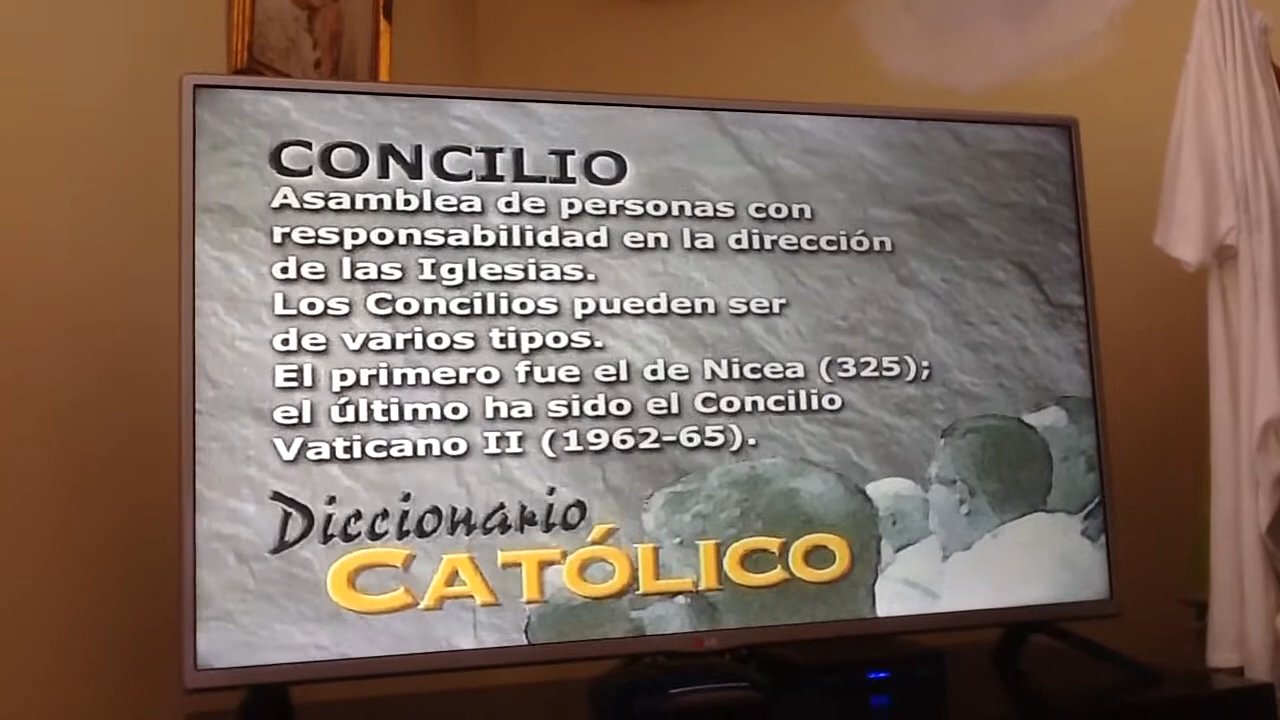 CONCILIO
Asamblea de personas con
responsabilidad en la dirección
de las Iglesias.
Los Concilios pueden ser
de varios tipos.
El primero fue el de Nicea (325);
el último ha sido el Concilio
Vaticano II (1962-65).
Diccionario
CATÓLICO
LG